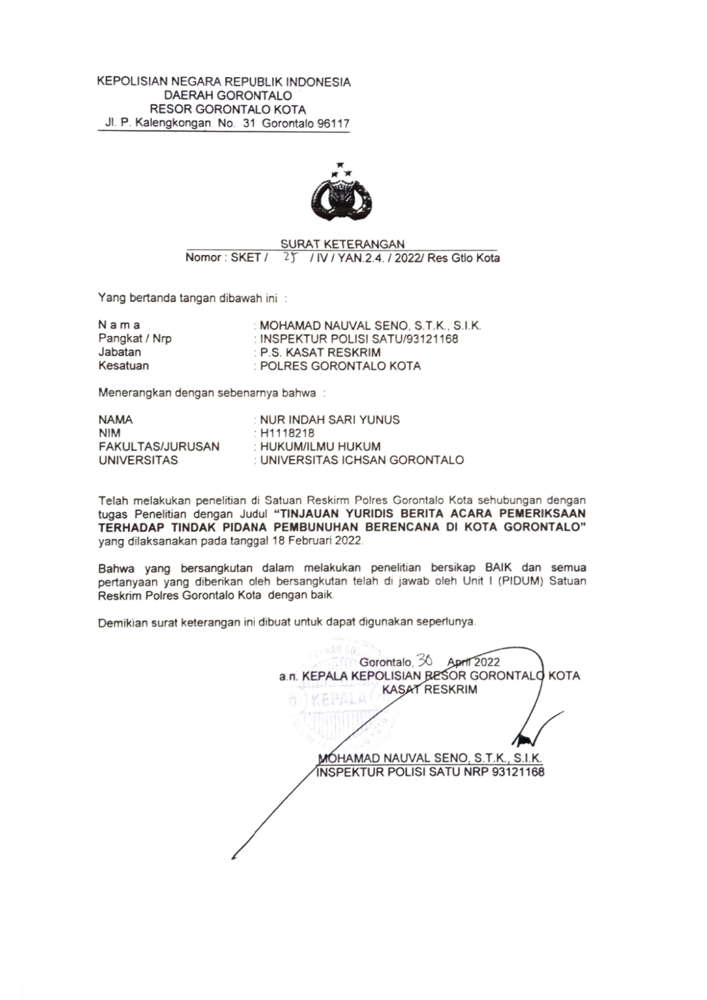 KEPOLISIAN NEGARA REPUBLIK INDONESIA
DAERAH GORONTALO
RESOR GORONTALO KOTA
Jl. P. Kalengkongan No. 31 Gorontalo 96117
SURAT KETERANGAN
Nomor : SKET / 25 / IV / YAN.2.4. / 2022/ Res Gtlo Kota
Yang bertanda tangan dibawah ini :
N a m a : MOHAMAD NAUVAL SENO, S.T.K., S.I.K.
Pangkat / Nrp : INSPEKTUR POLISI SATU/93121168
Jabatan : P.S. KASAT RESKRIM
Kesatuan : POLRES GORONTALO KOTA
Menerangkan dengan sebenarnya bahwa :
NAMA : NUR INDAH SARI YUNUS
NIM : H1118218
FAKULTAS/JURUSAN : HUKUM/ILMU HUKUM
UNIVERSITAS : UNIVERSITAS ICHSAN GORONTALO
Telah melakukan penelitian di Satuan Reskirm Polres Gorontalo Kota sehubungan dengan
tugas Penelitian dengan Judul “TINJAUAN YURIDIS BERITA ACARA PEMERIKSAAN
TERHADAP TINDAK PIDANA PEMBUNUHAN BERENCANA DI KOTA GORONTALO”
yang dilaksanakan pada tanggal 18 Februari 2022.
Bahwa yang bersangkutan dalam melakukan penelitian bersikap BAIK dan semua
pertanyaan yang diberikan oleh bersangkutan telah di jawab oleh Unit I (PIDUM) Satuan
Reskrim Polres Gorontalo Kota dengan baik.
Demikian surat keterangan ini dibuat untuk dapat digunakan seperlunya.
Gorontalo, 30 April 2022
a.n. KEPALA KEPOLISIAN RESOR GORONTALO KOTA
KASAT RESKRIM
KEPALA
MOHAMAD NAUVAL SENO, S.T.K., S.I.K.
INSPEKTUR POLISI SATU NRP 93121168